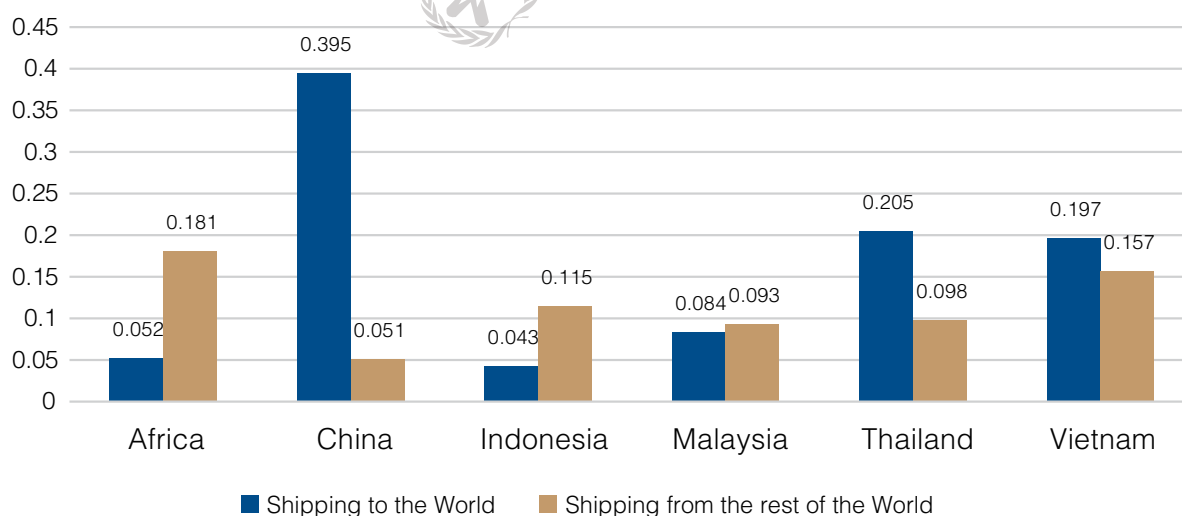 0.45
0.4
0.35
0.3
0.25
0.2
0.15
0.1
0.05
0
0.052
0.181
0.395
0.051
0.043
0.115
0.084
0.093
0.205
0.098
0.197
0.157
Africa
China
Indonesia
Malaysia
Thailand
Vietnam
Shipping to the World
Shipping from the rest of the World